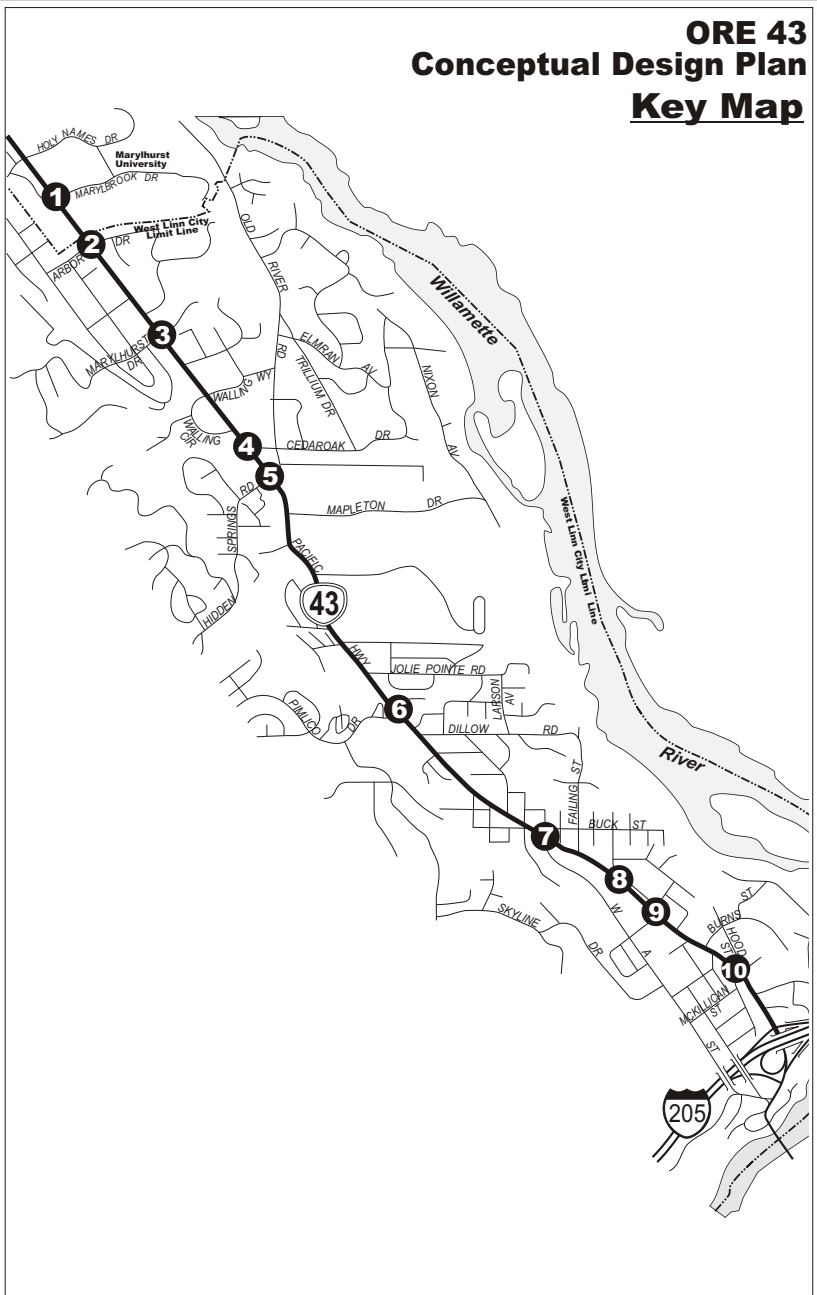 ORE 43
Conceptual Design Plan
Key Map
HOLY NAMES DR
Marylhurst
University
MARYLBROOK DR
1
West Linn City
Limit Line
2
ARBOR DR
OLD RIVER RD
Willamette
3
MARYLHURST
DR
ELMRAN AV
TRILLIUM DR
NIXON AV
WALLING WY
WALLING
CIR
4
CEDAROAK DR
5
HIDDEN SPRINGS RD
MAPLETON DR
West Linn City Limi Line
PACIFIC HWY
43
JOLIE POINTE RD
LARSON
AV
PIMLICO DR
6
DILLOW RD
River
FAILING ST
BUCK ST
7
8
9
SKYLINE DR
W A ST
BURNS ST
HOOD
ST
10
MCKILLICAN
ST
205